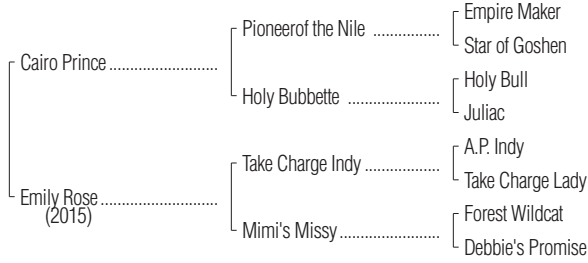 Cairo Prince ..........................
Emily Rose ............................
(2015)
Pioneerof the Nile ................
Holy Bubbette ......................
Take Charge Indy ..................
Mimi's Missy ........................
Empire Maker
Star of Goshen
Holy Bull
Juliac
A.P. Indy
Take Charge Lady
Forest Wildcat
Debbie's Promise